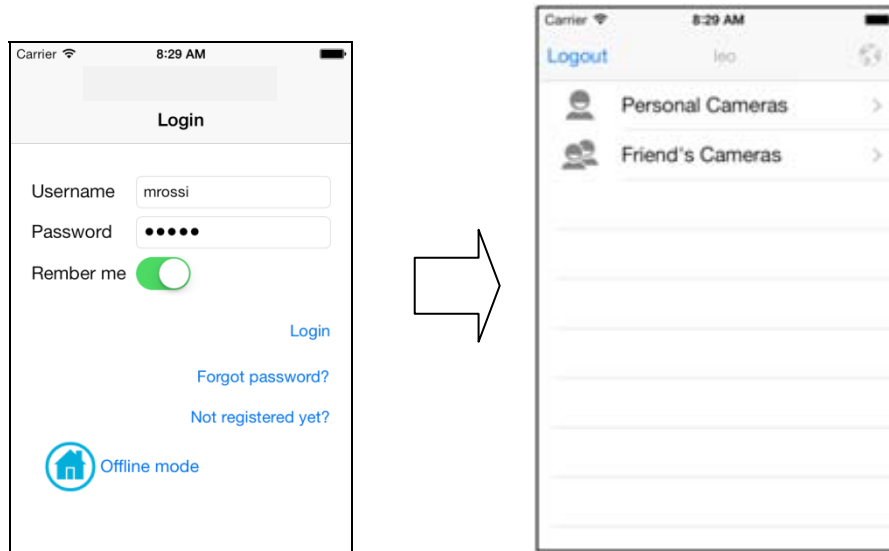 Carrier 8:29 AM
Login
Username mrossi
Password •••••
Rember me
Login
Forgot password?
Not registered yet?
Offline mode
Carrier 8:29 AM
Logout leo
Personal Cameras
Friend's Cameras